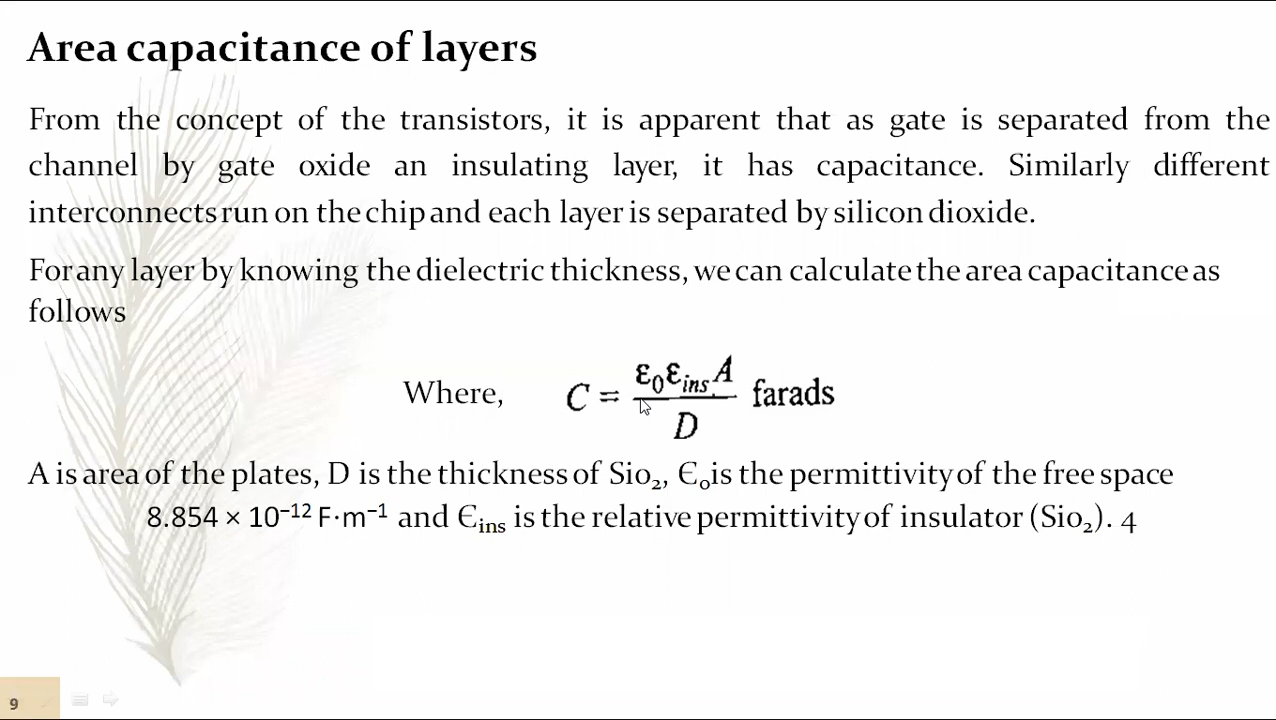 Area capacitance of layers
From the concept of the transistors, it is apparent that as gate is separated from the
channel by gate oxide an insulating layer, it has capacitance. Similarly different
interconnects run on the chip and each layer is separated by silicon dioxide.
For any layer by knowing the dielectric thickness, we can calculate the area capacitance as
follows
Where, C = ε₀ε_ins A / D farads
A is area of the plates, D is the thickness of Sio₂, Є₀is the permittivity of the free space
8.854 × 10⁻¹² F·m⁻¹ and Є_ins is the relative permittivity of insulator (Sio₂). 4
9